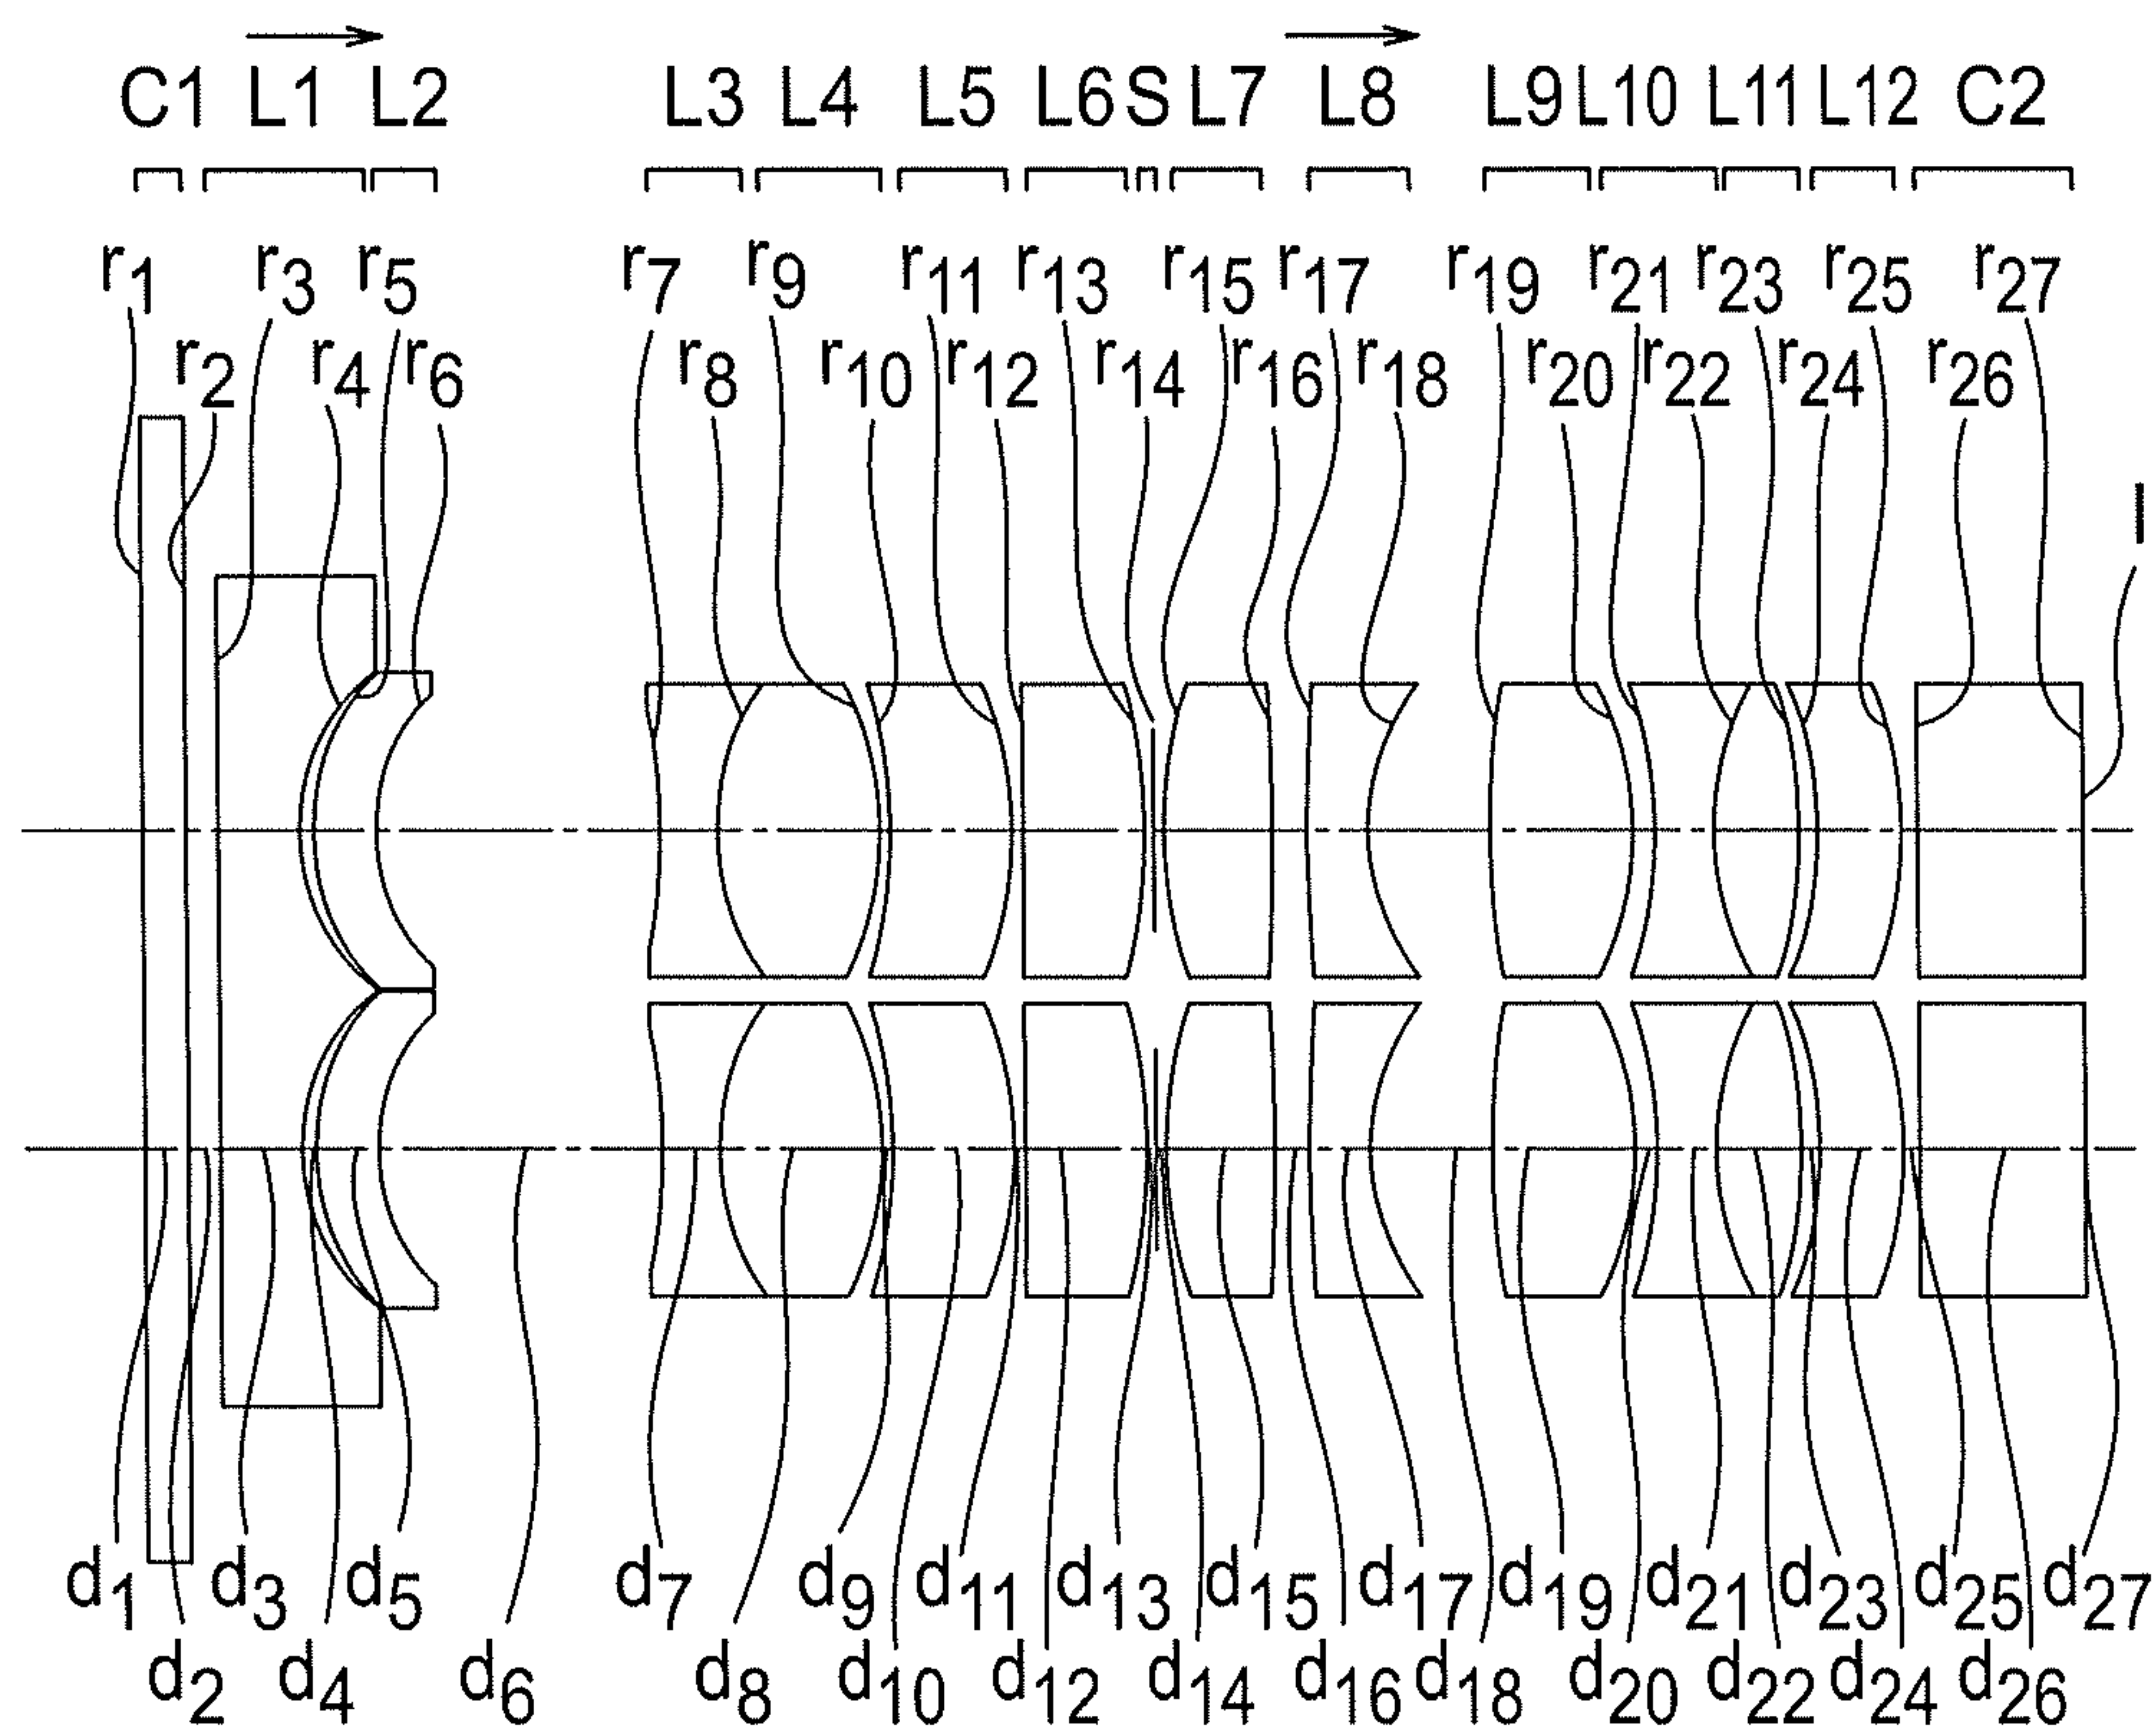 C1 L1 L2 L3 L4 L5 L6 S L7 L8 L9 L10 L11 L12 C2
r1 r3 r5 r7 r9 r11 r13 r15 r17 r19 r21 r23 r25 r27
r2 r4 r6 r8 r10 r12 r14 r16 r18 r20 r22 r24 r26
I
d1 d3 d5 d7 d9 d11 d13 d15 d17 d19 d21 d23 d25 d27
d2 d4 d6 d8 d10 d12 d14 d16 d18 d20 d22 d24 d26